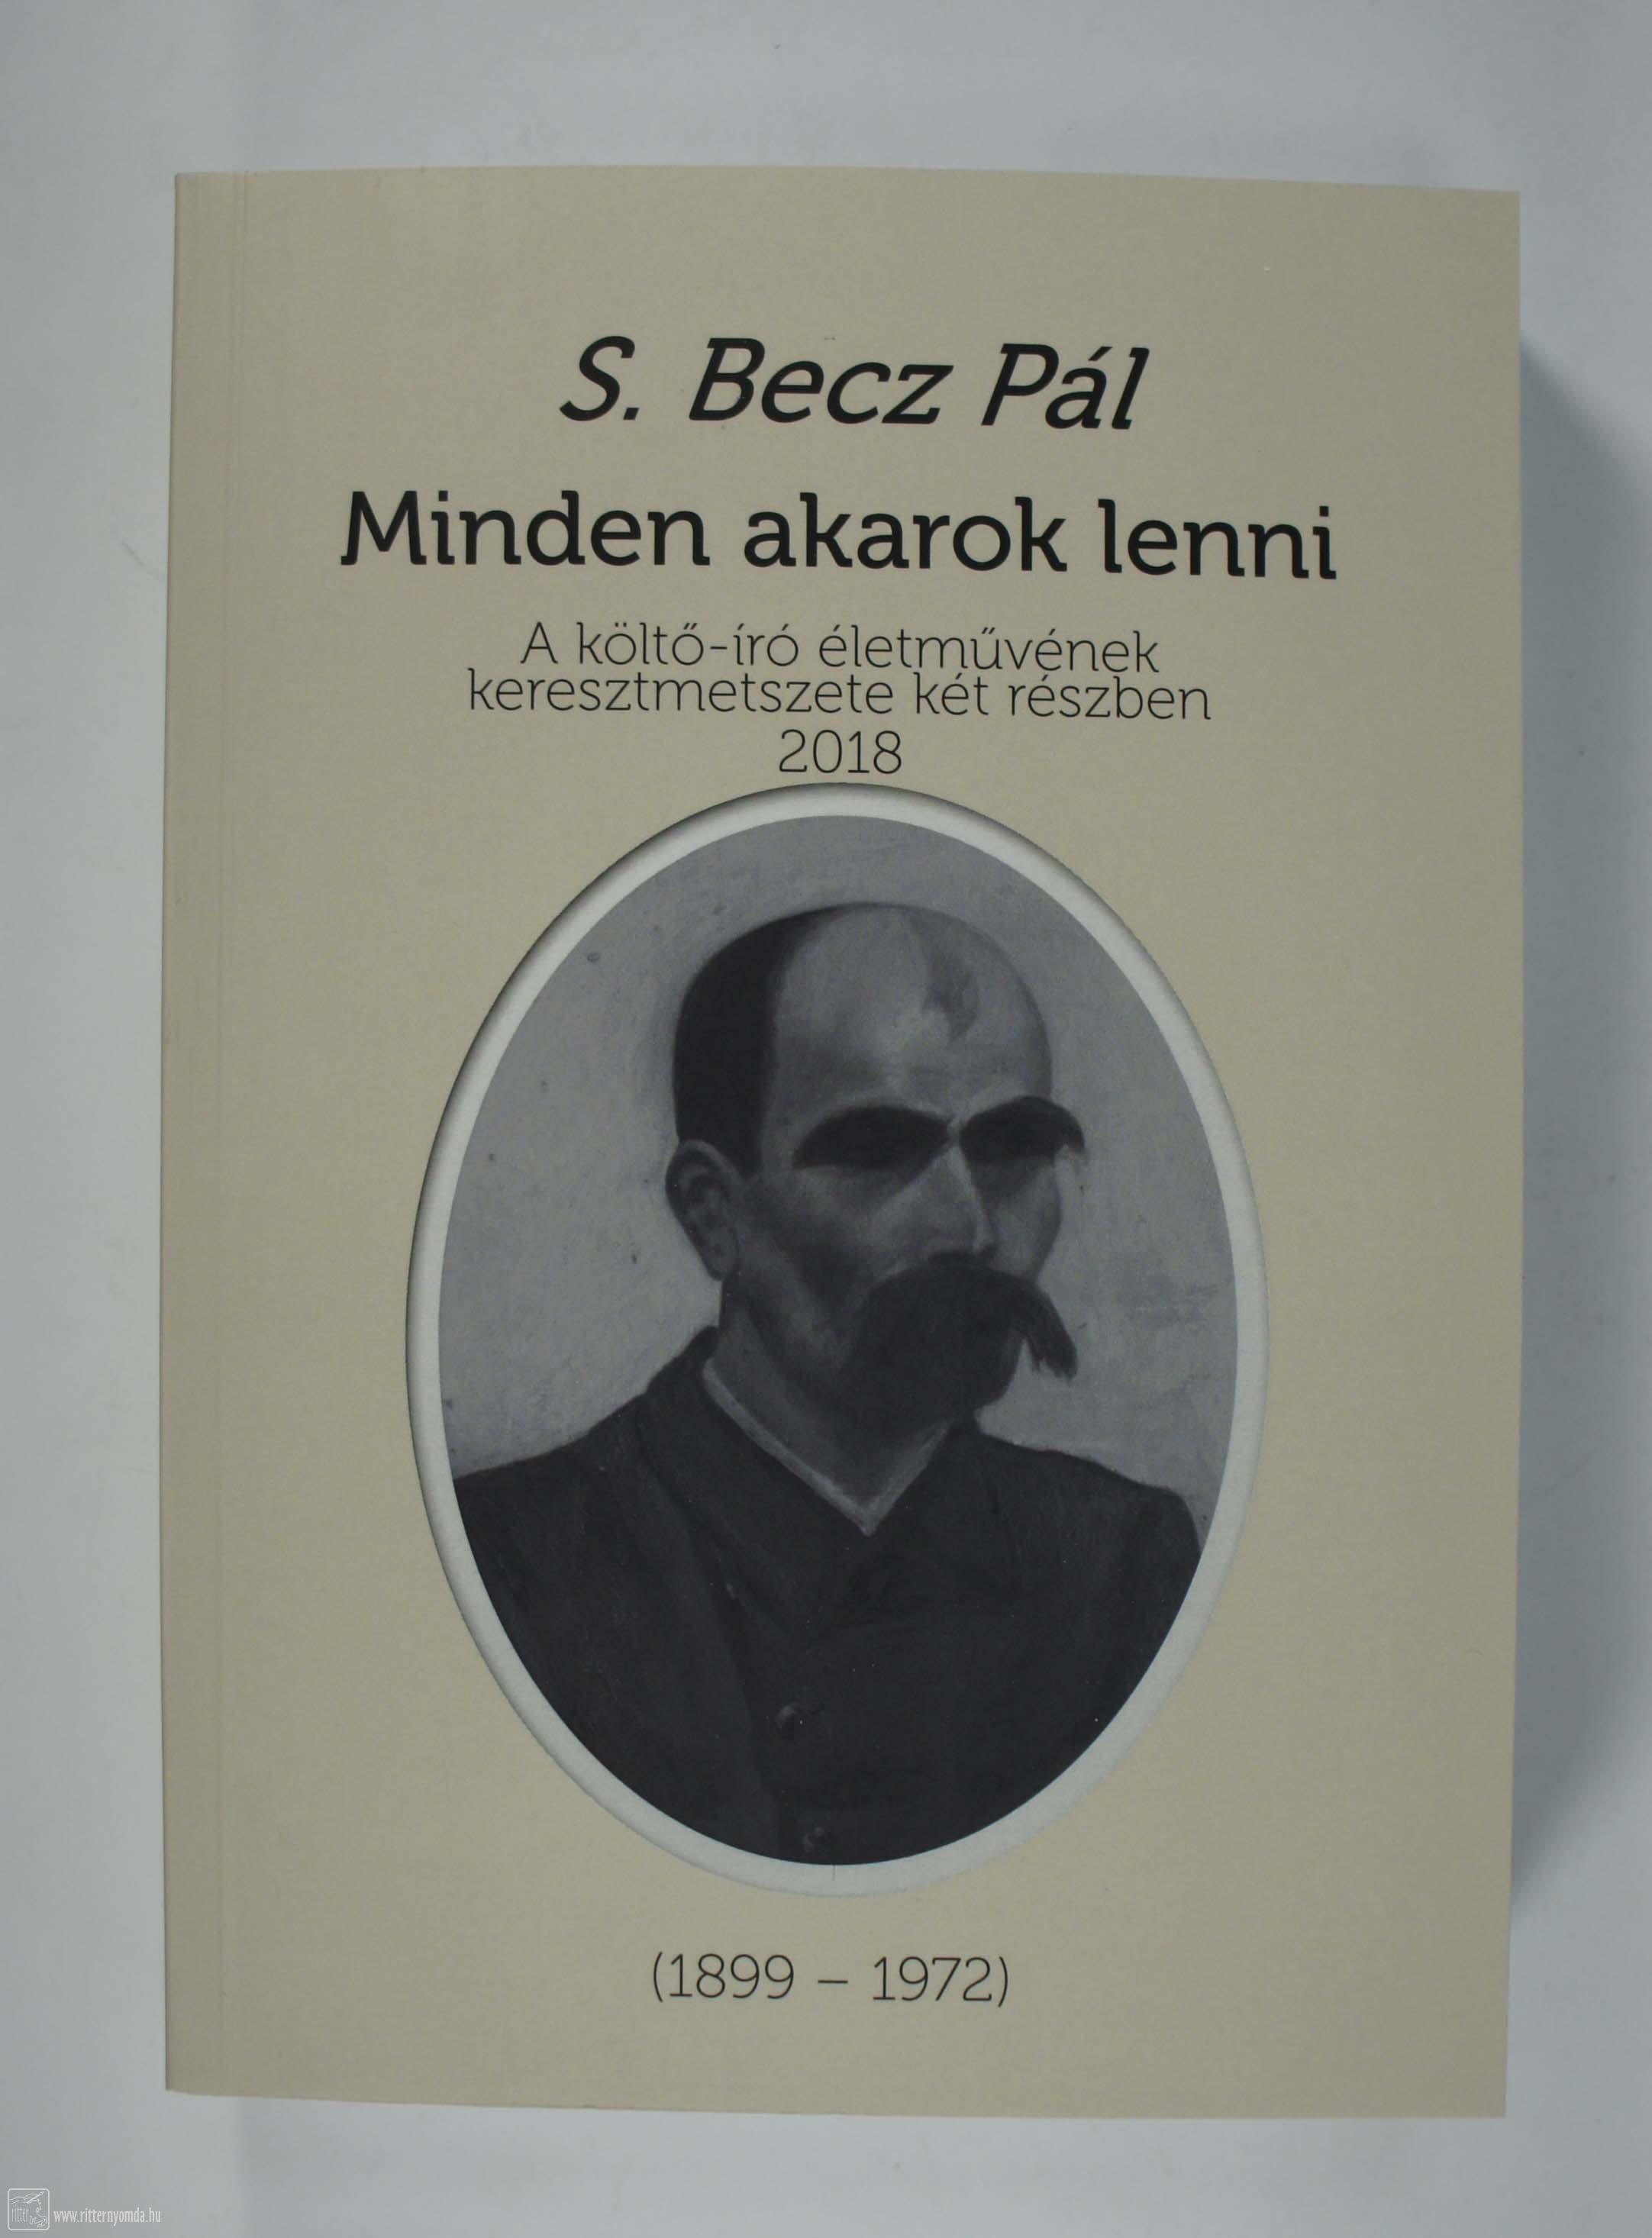 S. Becz Pál
Minden akarok lenni
A költő-író életművének
keresztmetszete két részben
2018
(1899 – 1972)
www.ritternyomda.hu